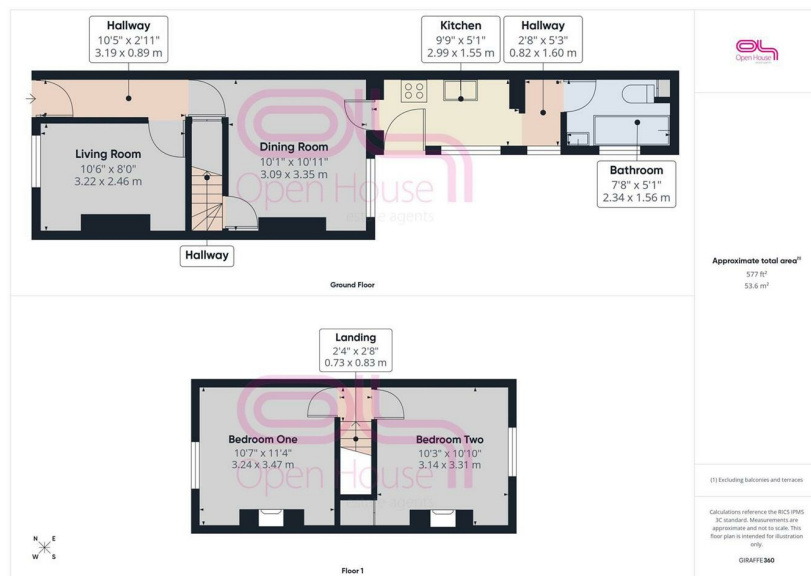 Hallway
10'5" x 2'11"
3.19 x 0.89 m
Kitchen
9'9" x 5'1"
2.99 x 1.55 m
Hallway
2'8" x 5'3"
0.82 x 1.60 m
Living Room
10'6" x 8'0"
3.22 x 2.46 m
Dining Room
10'1" x 10'11"
3.09 x 3.35 m
Bathroom
7'8" x 5'1"
2.34 x 1.56 m
Hallway
Open House
estate agents
Ground Floor
Landing
2'4" x 2'8"
0.73 x 0.83 m
Bedroom One
10'7" x 11'4"
3.24 x 3.47 m
Bedroom Two
10'3" x 10'10"
3.14 x 3.31 m
Open House
estate agents
N E
W S
Floor 1
Open House
Approximate total area(1)
577 ft²
53.6 m²
(1) Excluding balconies and terraces
Calculations reference the RICS IPMS
3C standard. Measurements are
approximate and not to scale. This
floor plan is intended for illustration
only.
GIRAFFE360